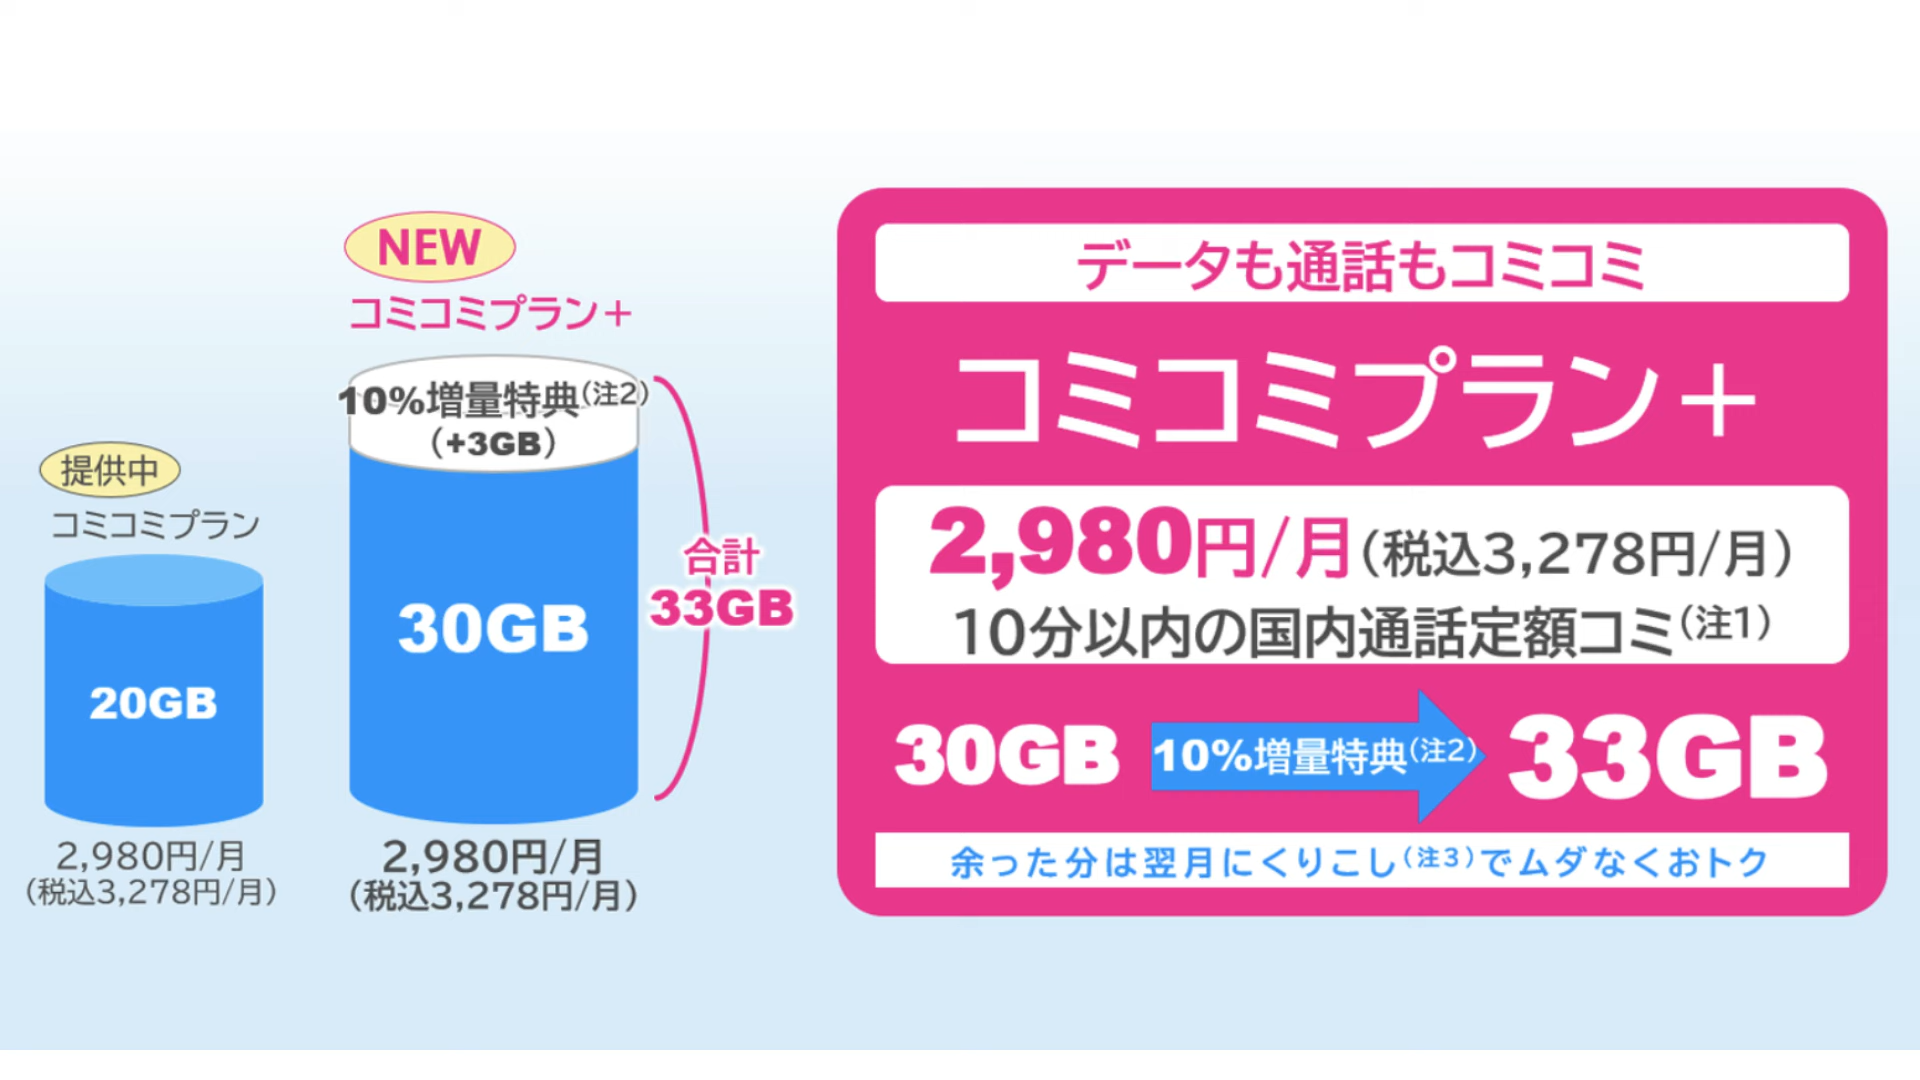 提供中
コミコミプラン
20GB
2,980円/月
(税込3,278円/月)
NEW
コミコミプラン+
10%増量特典(注2)
(+3GB)
30GB
2,980円/月
(税込3,278円/月)
合計
33GB
データも通話もコミコミ
コミコミプラン+
2,980円/月(税込3,278円/月)
10分以内の国内通話定額コミ(注1)
30GB 10%増量特典(注2) 33GB
余った分は翌月にくりこし(注3)でムダなくおトク